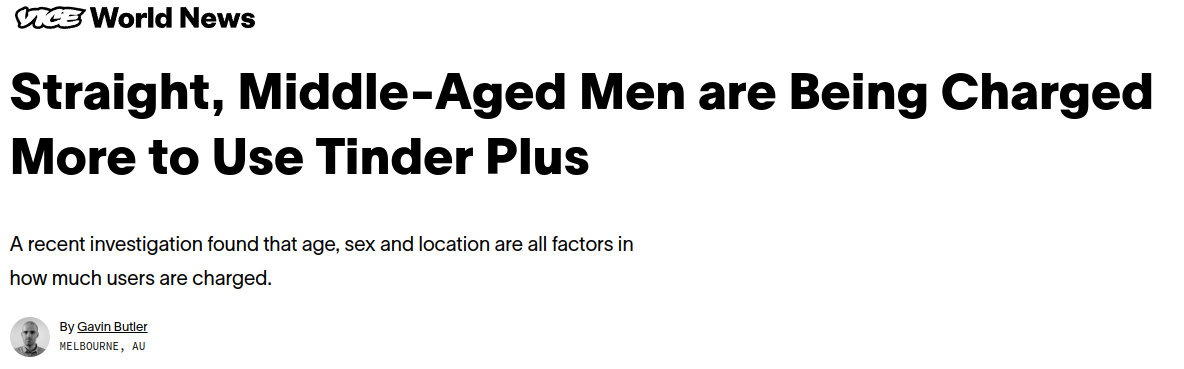 VICE World News
Straight, Middle-Aged Men are Being Charged
More to Use Tinder Plus
A recent investigation found that age, sex and location are all factors in
how much users are charged.
By Gavin Butler
MELBOURNE, AU